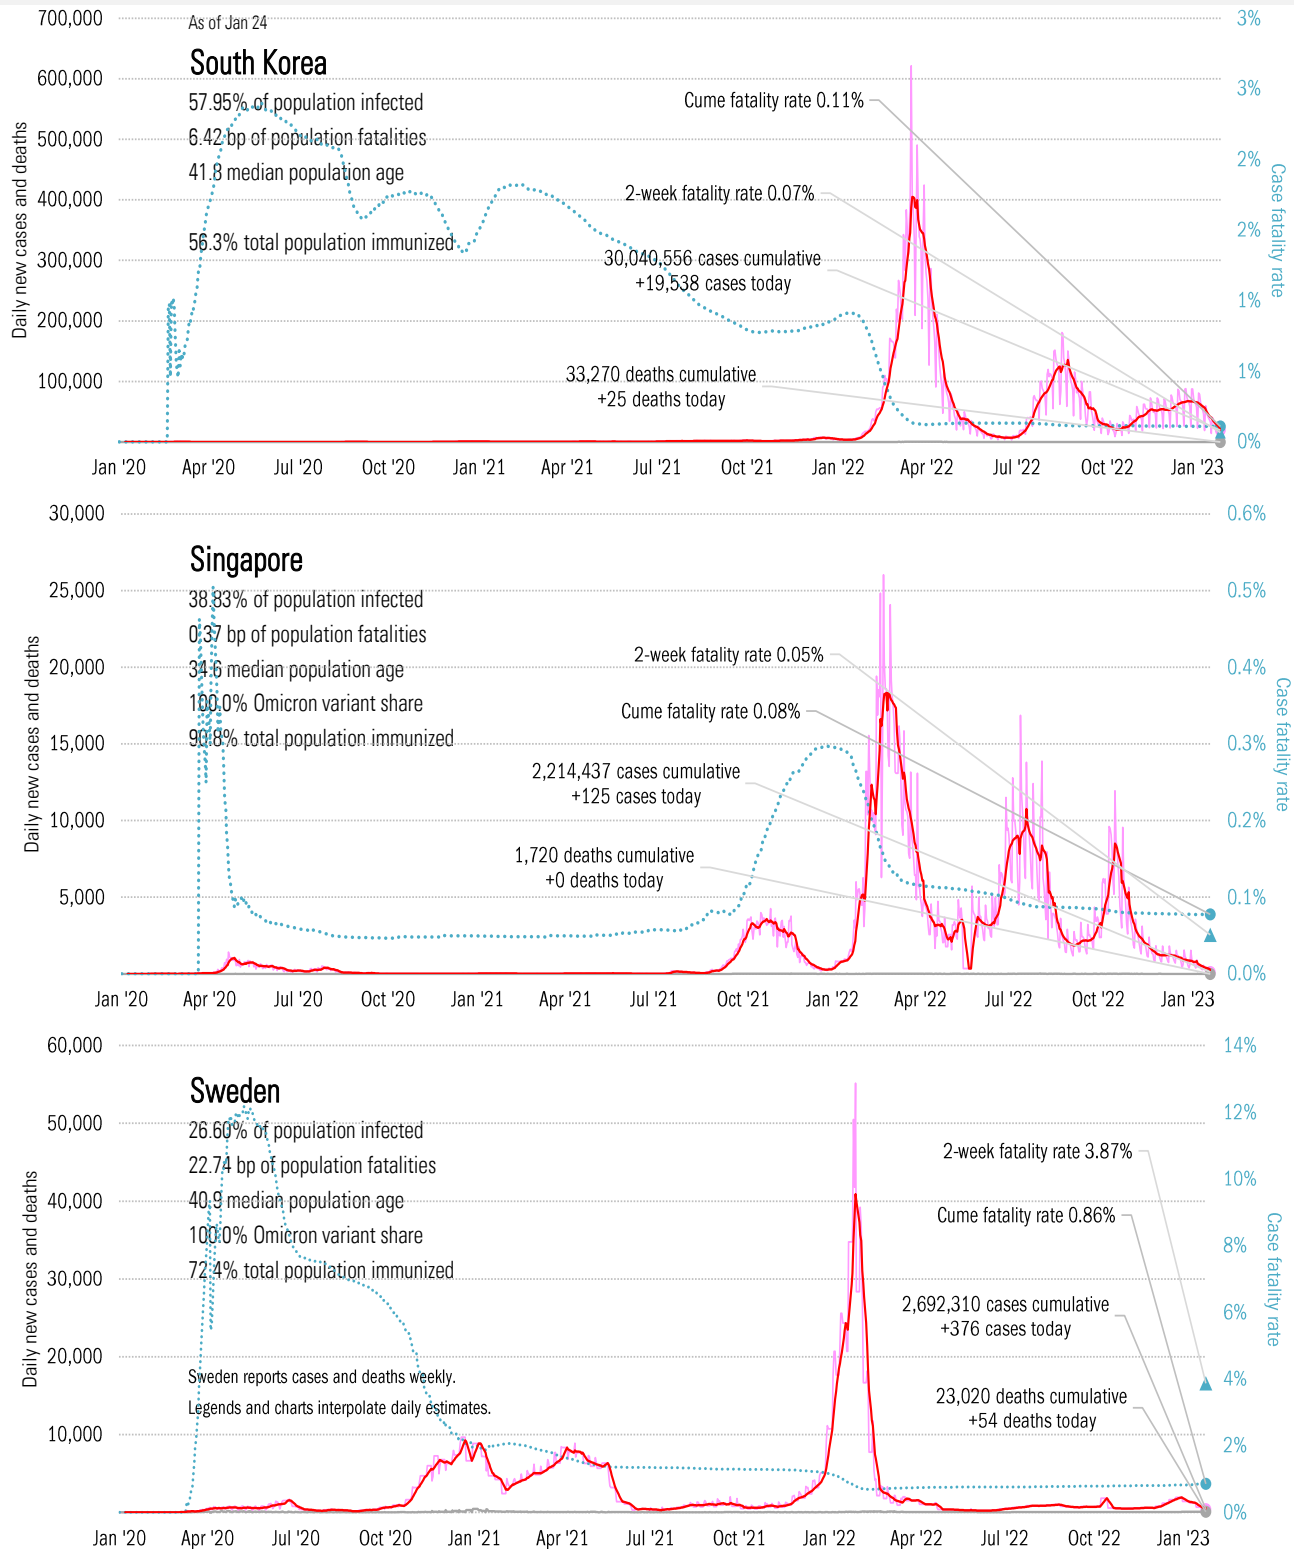 As of Jan 24
South Korea
57.95% of population infected
6.42 bp of population fatalities
41.8 median population age
56.3% total population immunized
Cume fatality rate 0.11%
2-week fatality rate 0.07%
30,040,556 cases cumulative
+19,538 cases today
33,270 deaths cumulative
+25 deaths today
Daily new cases and deaths
700,000
600,000
500,000
400,000
300,000
200,000
100,000
3%
3%
2%
2%
1%
1%
0%
Case fatality rate
Jan '20 Apr '20 Jul '20 Oct '20 Jan '21 Apr '21 Jul '21 Oct '21 Jan '22 Apr '22 Jul '22 Oct '22 Jan '23
Singapore
38.83% of population infected
0.37 bp of population fatalities
34.6 median population age
100.0% Omicron variant share
90.8% total population immunized
2-week fatality rate 0.05%
Cume fatality rate 0.08%
2,214,437 cases cumulative
+125 cases today
1,720 deaths cumulative
+0 deaths today
Daily new cases and deaths
30,000
25,000
20,000
15,000
10,000
5,000
0.6%
0.5%
0.4%
0.3%
0.2%
0.1%
0.0%
Case fatality rate
Jan '20 Apr '20 Jul '20 Oct '20 Jan '21 Apr '21 Jul '21 Oct '21 Jan '22 Apr '22 Jul '22 Oct '22 Jan '23
Sweden
26.60% of population infected
22.74 bp of population fatalities
40.9 median population age
100.0% Omicron variant share
72.4% total population immunized
Sweden reports cases and deaths weekly.
Legends and charts interpolate daily estimates.
2-week fatality rate 3.87%
Cume fatality rate 0.86%
2,692,310 cases cumulative
+376 cases today
23,020 deaths cumulative
+54 deaths today
Daily new cases and deaths
60,000
50,000
40,000
30,000
20,000
10,000
14%
12%
10%
8%
6%
4%
2%
0%
Case fatality rate
Jan '20 Apr '20 Jul '20 Oct '20 Jan '21 Apr '21 Jul '21 Oct '21 Jan '22 Apr '22 Jul '22 Oct '22 Jan '23